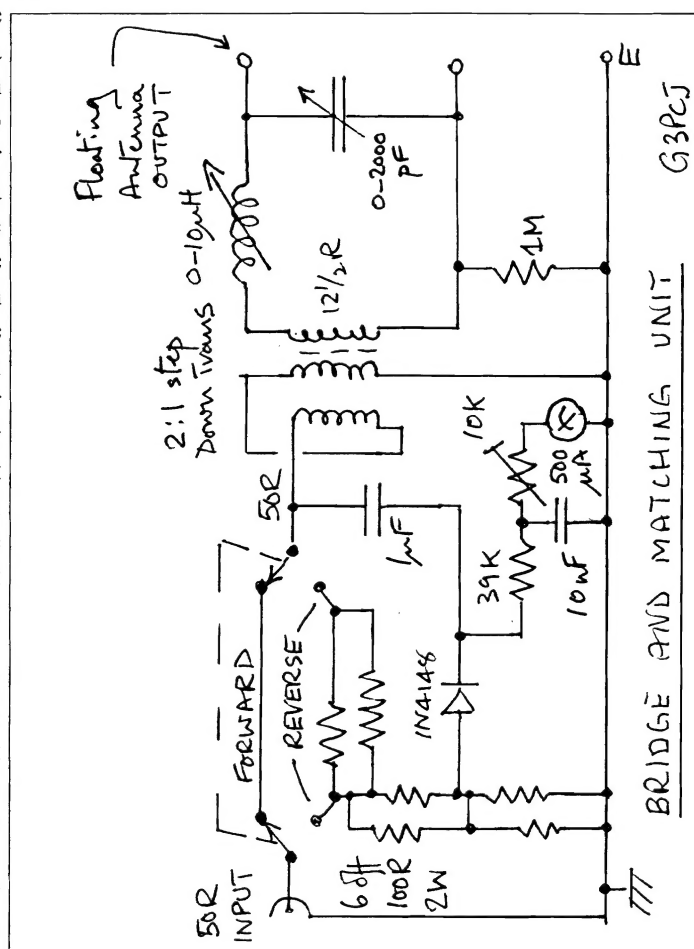 Floating
Antenna
OUTPUT
0-10µH
0-2000
pF
2:1 step
Down Trans
12½R
1M
E
50R
1µF
10K
500
µA
39K
10nF
FORWARD
REVERSE
1N4148
50R
INPUT
6 off
100R
2W
BRIDGE AND MATCHING UNIT
G3PCJ